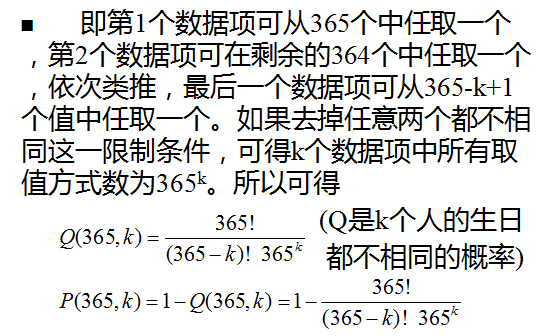 ■ 即第1个数据项可从365个中任取一个
，第2个数据项可在剩余的364个中任取一个
，依次类推，最后一个数据项可从365-k+1
个值中任取一个。如果去掉任意两个都不相
同这一限制条件，可得k个数据项中所有取
值方式数为365ᵏ。所以可得
Q(365,k) = 365! / ((365−k)! 365ᵏ) (Q是k个人的生日
都不相同的概率)
P(365,k) = 1−Q(365,k) = 1− 365! / ((365−k)! 365ᵏ)